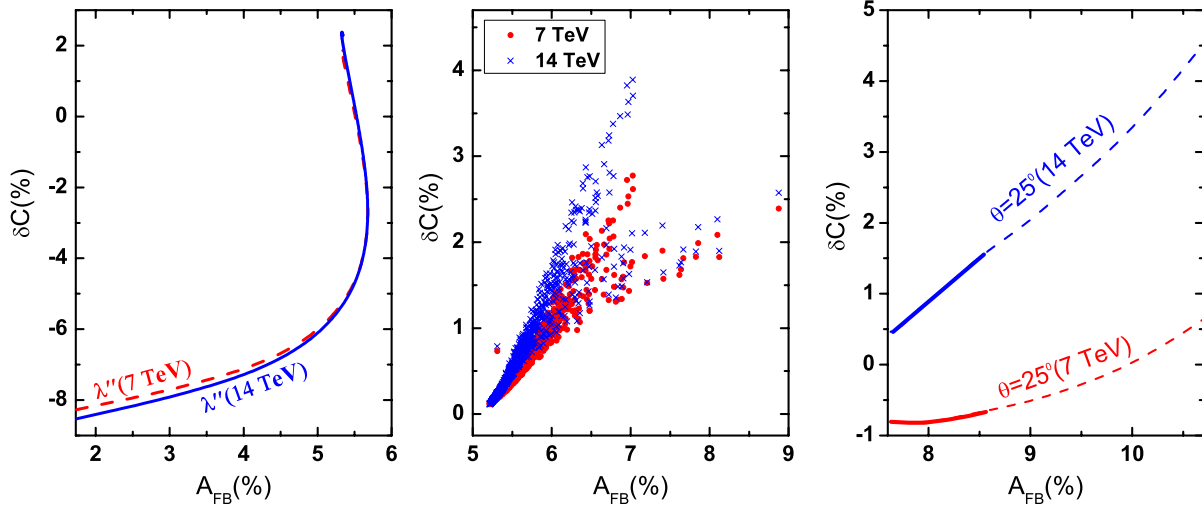 2
0
-2
-4
-6
-8
δC(%)
λ″(7 TeV)
λ″(14 TeV)
2 3 4 5 6
A_FB(%)
7 TeV
14 TeV
4
3
2
1
0
δC(%)
5 6 7 8 9
A_FB(%)
5
4
3
2
1
0
-1
δC(%)
θ=25⁰(14 TeV)
θ=25⁰(7 TeV)
8 9 10
A_FB(%)